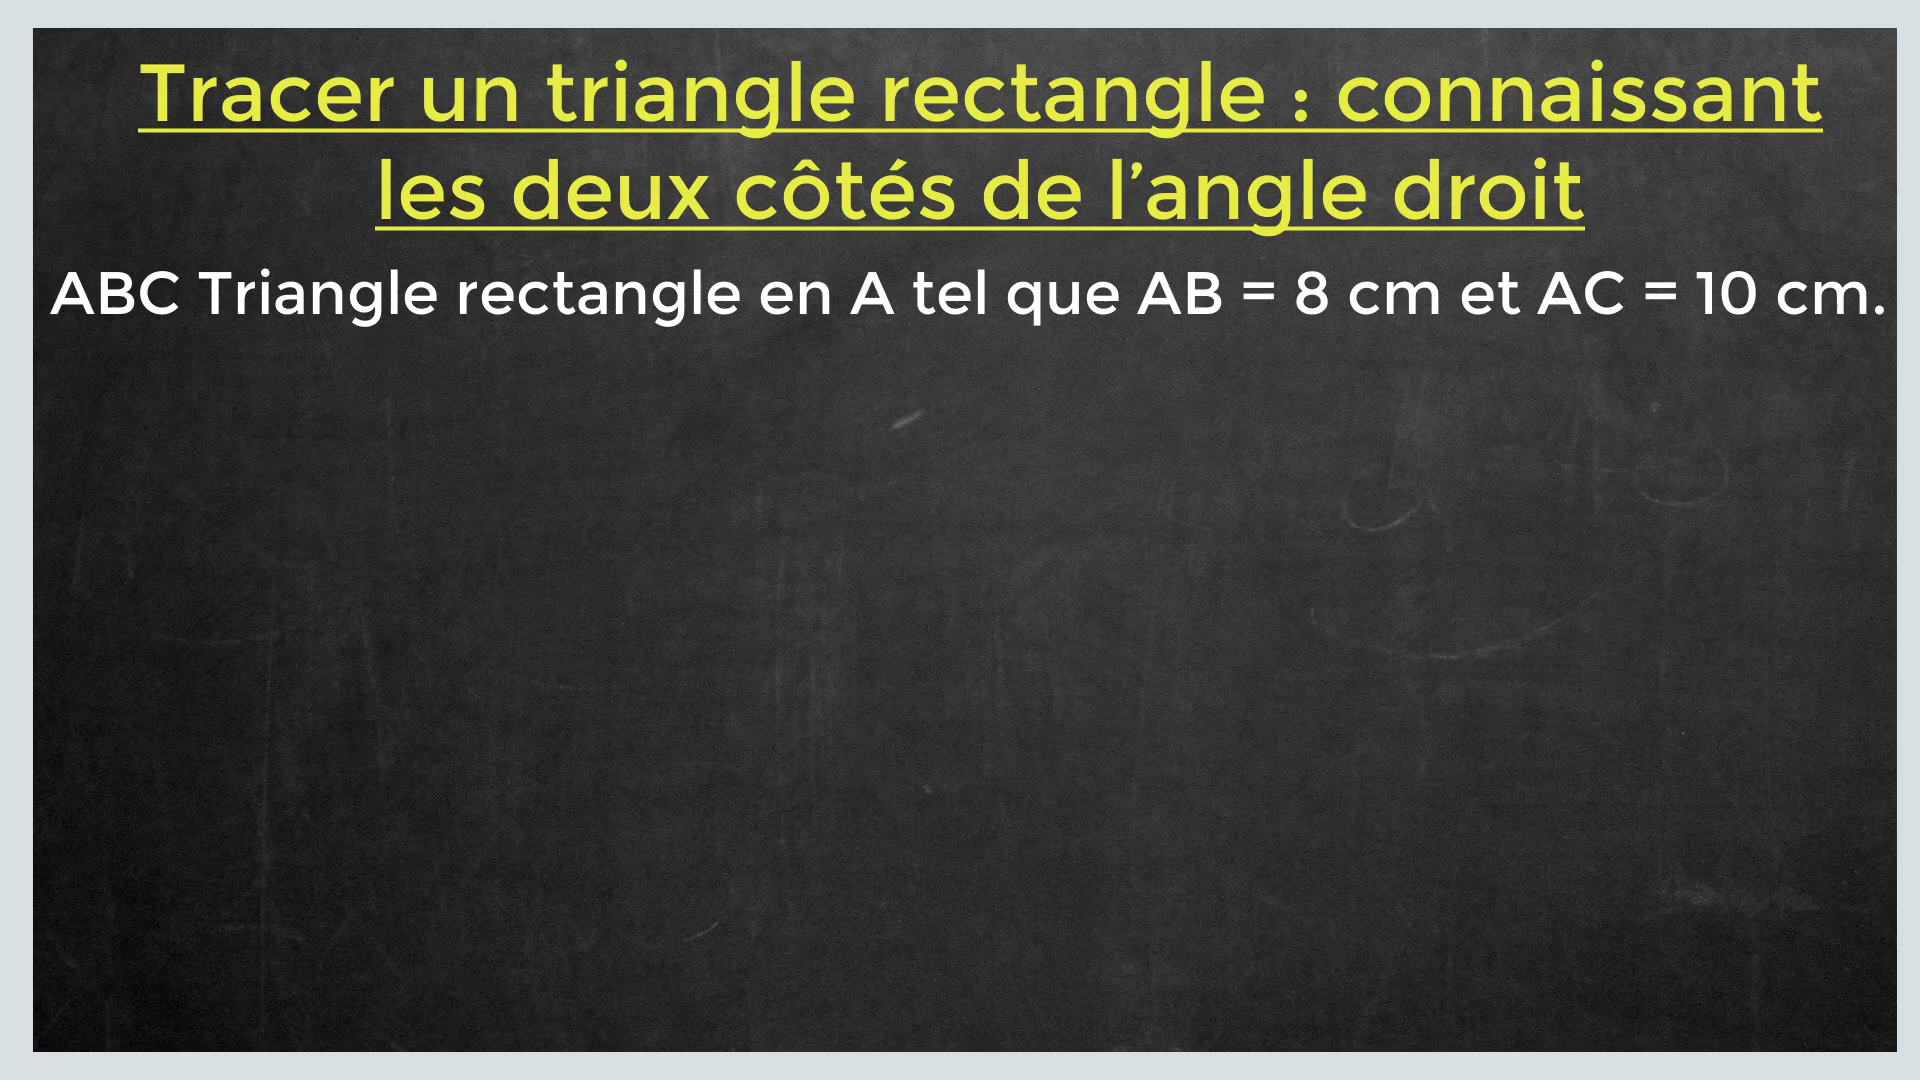 Tracer un triangle rectangle : connaissant
les deux côtés de l’angle droit
ABC Triangle rectangle en A tel que AB = 8 cm et AC = 10 cm.